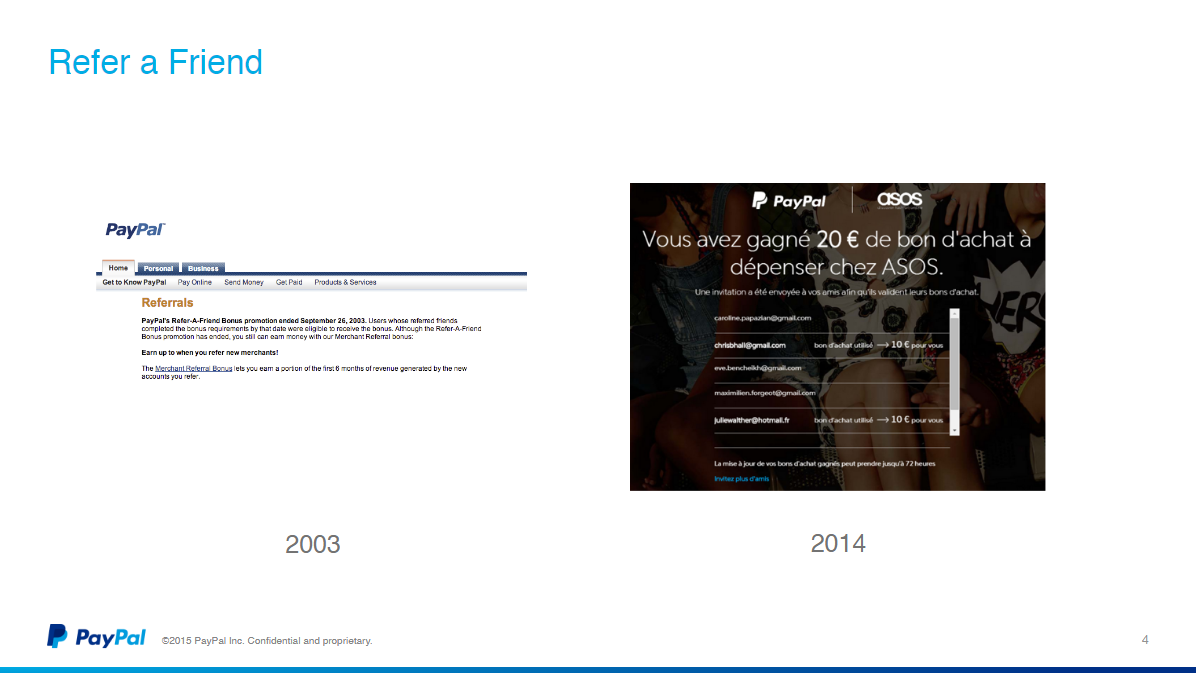 Refer a Friend
PayPal
Home Personal Business
Get to Know PayPal Pay Online Send Money Get Paid Products & Services
Referrals
PayPal's Refer-A-Friend Bonus promotion ended September 26, 2003. Users whose referred friends
completed the bonus requirements by that date were eligible to receive the bonus. Although the Refer-A-Friend
Bonus promotion has ended, you still can earn money with our Merchant Referral bonus:
Earn up to when you refer new merchants!
The Merchant Referral Bonus lets you earn a portion of the first 6 months of revenue generated by the new
accounts you refer.
2003
PayPal asos
Vous avez gagné 20 € de bon d'achat à
dépenser chez ASOS.
Une invitation a été envoyée à vos amis afin qu'ils valident leurs bons d'achat.
caroline.papazian@gmail.com
chrisbhall@gmail.com bon d'achat utilisé → 10 € pour vous
eve.bencheikh@gmail.com
maximilien.forgeot@gmail.com
juliewalther@hotmail.fr bon d'achat utilisé → 10 € pour vous
La mise à jour de vos bons d'achat gagnés peut prendre jusqu'à 72 heures
Invitez plus d'amis
2014
PayPal ©2015 PayPal Inc. Confidential and proprietary.
4